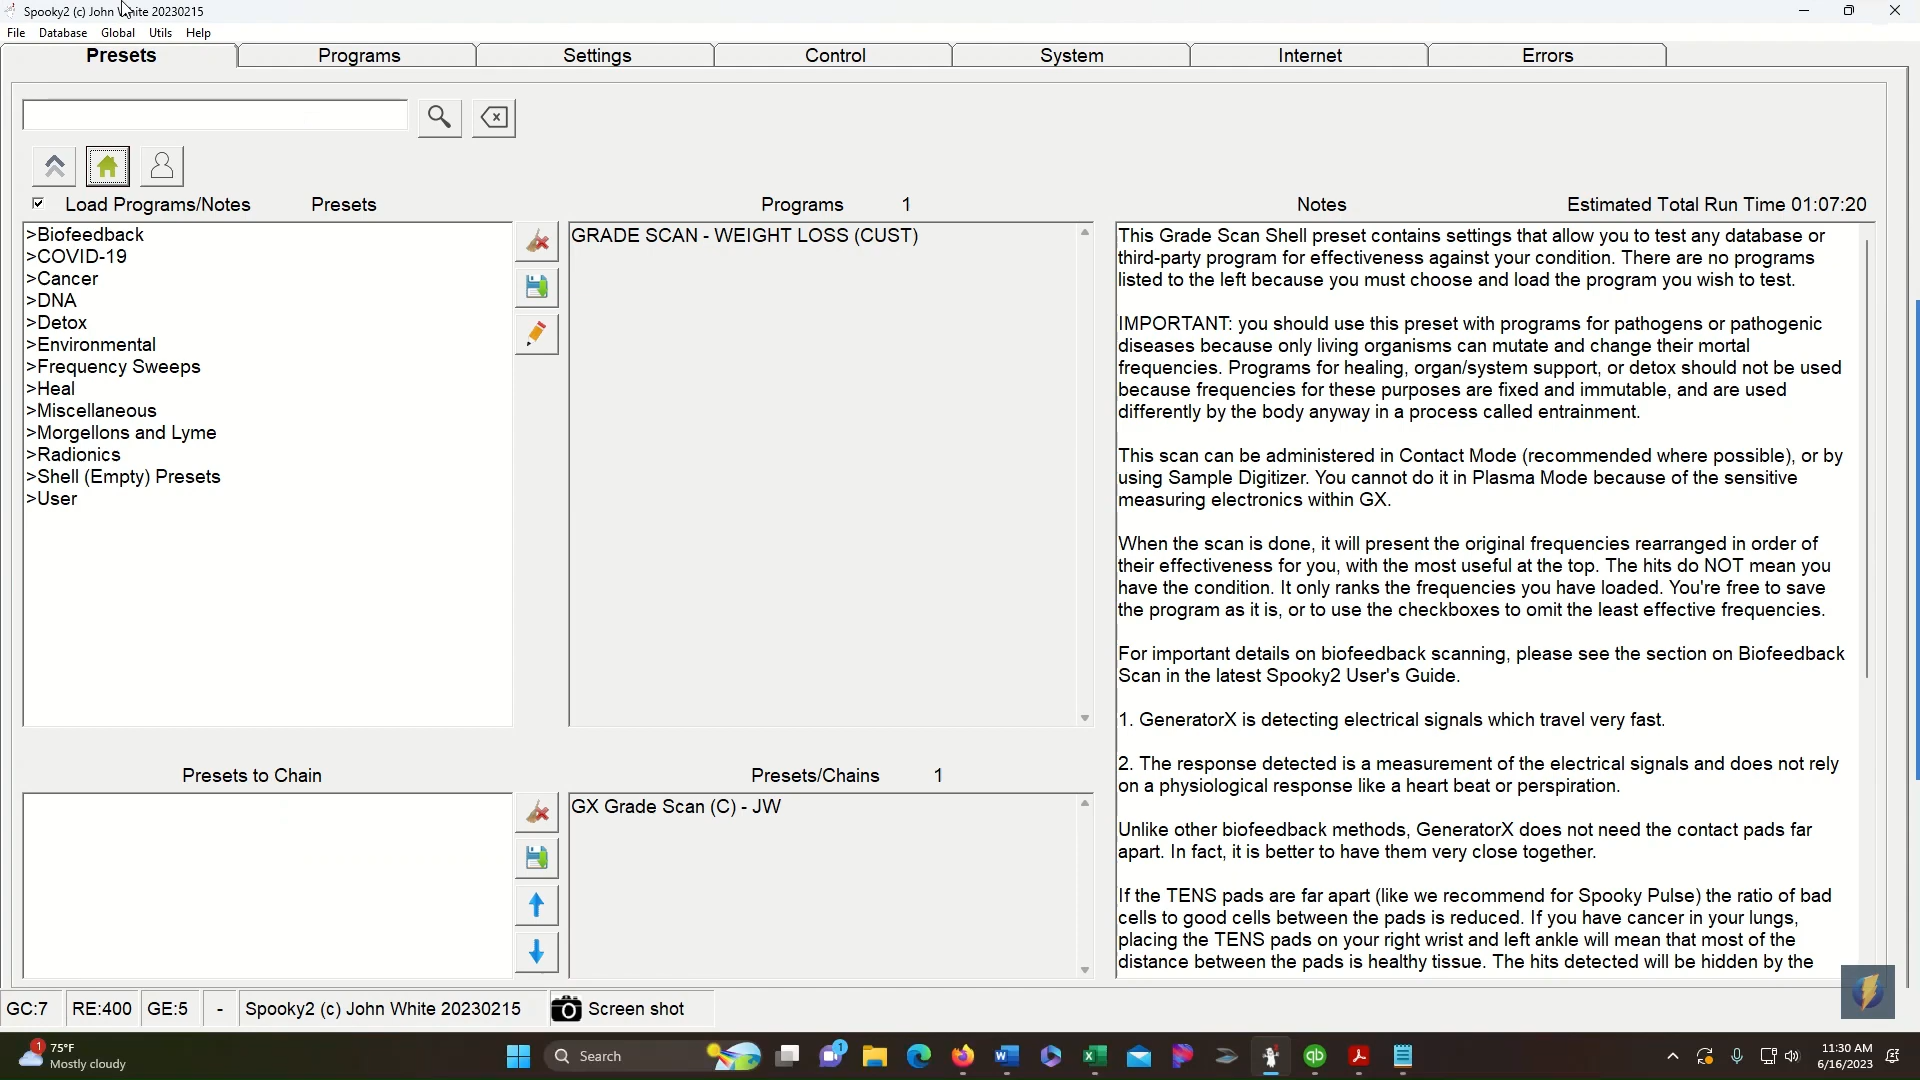 Spooky2 (c) John White 20230215
File Database Global Utils Help
Presets Programs Settings Control System Internet Errors
Load Programs/Notes Presets Programs 1 Notes Estimated Total Run Time 01:07:20
>Biofeedback
>COVID-19
>Cancer
>DNA
>Detox
>Environmental
>Frequency Sweeps
>Heal
>Miscellaneous
>Morgellons and Lyme
>Radionics
>Shell (Empty) Presets
>User
GRADE SCAN - WEIGHT LOSS (CUST)
This Grade Scan Shell preset contains settings that allow you to test any database or
third-party program for effectiveness against your condition. There are no programs
listed to the left because you must choose and load the program you wish to test.
IMPORTANT: you should use this preset with programs for pathogens or pathogenic
diseases because only living organisms can mutate and change their mortal
frequencies. Programs for healing, organ/system support, or detox should not be used
because frequencies for these purposes are fixed and immutable, and are used
differently by the body anyway in a process called entrainment.
This scan can be administered in Contact Mode (recommended where possible), or by
using Sample Digitizer. You cannot do it in Plasma Mode because of the sensitive
measuring electronics within GX.
When the scan is done, it will present the original frequencies rearranged in order of
their effectiveness for you, with the most useful at the top. The hits do NOT mean you
have the condition. It only ranks the frequencies you have loaded. You're free to save
the program as it is, or to use the checkboxes to omit the least effective frequencies.
For important details on biofeedback scanning, please see the section on Biofeedback
Scan in the latest Spooky2 User's Guide.
1. GeneratorX is detecting electrical signals which travel very fast.
2. The response detected is a measurement of the electrical signals and does not rely
on a physiological response like a heart beat or perspiration.
Unlike other biofeedback methods, GeneratorX does not need the contact pads far
apart. In fact, it is better to have them very close together.
If the TENS pads are far apart (like we recommend for Spooky Pulse) the ratio of bad
cells to good cells between the pads is reduced. If you have cancer in your lungs,
placing the TENS pads on your right wrist and left ankle will mean that most of the
distance between the pads is healthy tissue. The hits detected will be hidden by the
Presets to Chain Presets/Chains 1
GX Grade Scan (C) - JW
GC:7 RE:400 GE:5 - Spooky2 (c) John White 20230215 Screen shot
1 75°F
Mostly cloudy
Search
1
11:30 AM
6/16/2023